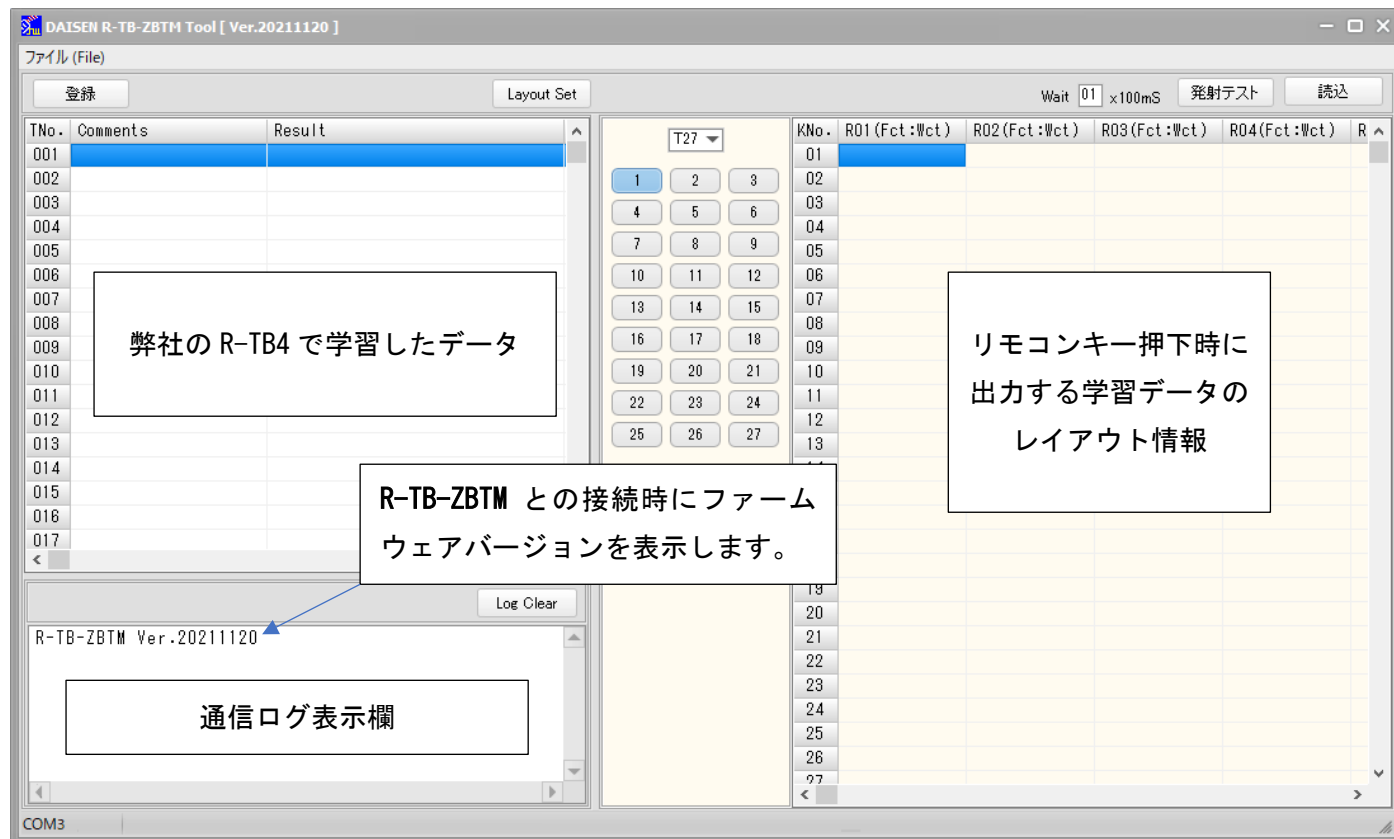 DAISEN R-TB-ZBTM Tool [ Ver.20211120 ]
ファイル (File)
登録
Layout Set
Wait 01 x100mS
発射テスト
読込
TNo. Comments Result
001
002
003
004
005
006
007
008
009
010
011
012
013
014
015
016
017
弊社の R-TB4 で学習したデータ
T27
1 2 3
4 5 6
7 8 9
10 11 12
13 14 15
16 17 18
19 20 21
22 23 24
25 26 27
KNo. R01(Fct:Wct) R02(Fct:Wct) R03(Fct:Wct) R04(Fct:Wct) R
01
02
03
04
05
06
07
08
09
10
11
12
13
19
20
21
22
23
24
25
26
27
リモコンキー押下時に
出力する学習データの
レイアウト情報
R-TB-ZBTM との接続時にファーム
ウェアバージョンを表示します。
Log Clear
R-TB-ZBTM Ver.20211120
通信ログ表示欄
COM3